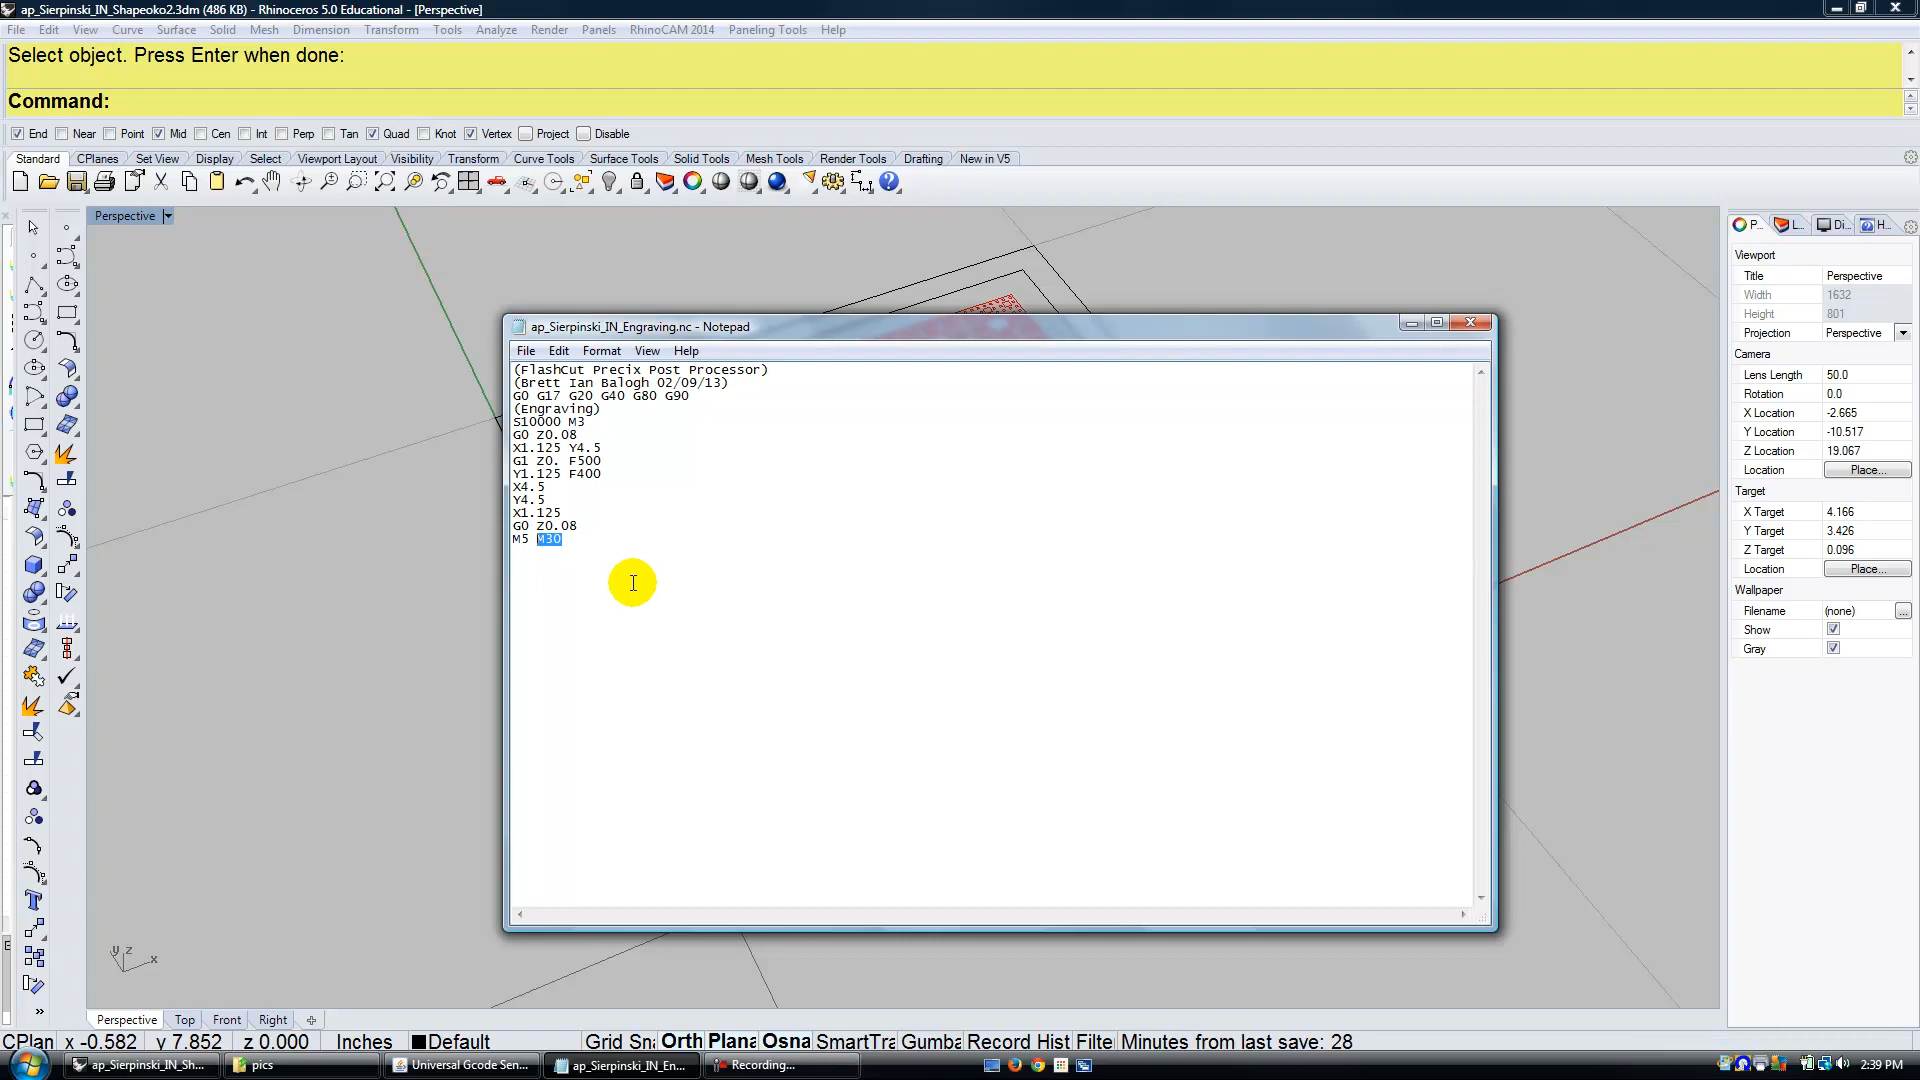 ap_Sierpinski_IN_Shapeoko2.3dm (486 KB) - Rhinoceros 5.0 Educational - [Perspective]
File Edit View Curve Surface Solid Mesh Dimension Transform Tools Analyze Render Panels RhinoCAM 2014 Paneling Tools Help
Select object. Press Enter when done:
Command:
End Near Point Mid Cen Int Perp Tan Quad Knot Vertex Project Disable
Standard CPlanes Set View Display Select Viewport Layout Visibility Transform Curve Tools Surface Tools Solid Tools Mesh Tools Render Tools Drafting New in V5
Perspective
P... L... Di... H...
Viewport
Title Perspective
Width 1632
Height 801
Projection Perspective
Camera
Lens Length 50.0
Rotation 0.0
X Location -2.665
Y Location -10.517
Z Location 19.067
Location Place...
Target
X Target 4.166
Y Target 3.426
Z Target 0.096
Location Place...
Wallpaper
Filename (none) ...
Show
Gray
ap_Sierpinski_IN_Engraving.nc - Notepad
File Edit Format View Help
(FlashCut Precix Post Processor)
(Brett Ian Balogh 02/09/13)
G0 G17 G20 G40 G80 G90
(Engraving)
S10000 M3
G0 Z0.08
X1.125 Y4.5
G1 Z0. F500
Y1.125 F400
X4.5
Y4.5
X1.125
G0 Z0.08
M5 M30
y z x
Perspective Top Front Right
CPlan x -0.582 y 7.852 z 0.000 Inches Default Grid Sna Orth Plana Osna SmartTra Gumba Record Hist Filte Minutes from last save: 28
ap_Sierpinski_IN_Sh... pics Universal Gcode Sen... ap_Sierpinski_IN_En... Recording... 2:39 PM